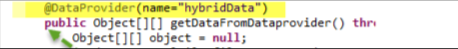 @DataProvider(name="hybridData")
public Object[][] getDataFromDataprovider() thr
Object[][] object = null;